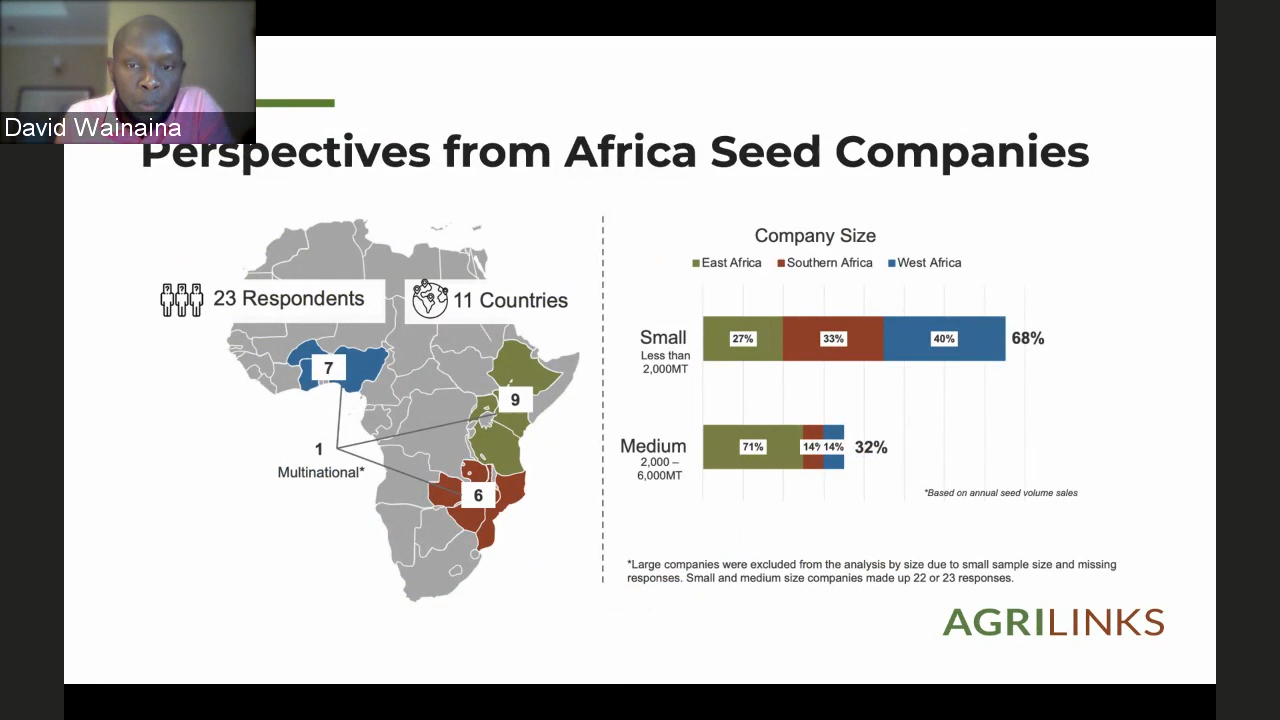 David Wainaina
Perspectives from Africa Seed Companies
23 Respondents
11 Countries
7
9
1
Multinational*
6
Company Size
East Africa
Southern Africa
West Africa
Small
Less than
2,000MT
27%
33%
40%
68%
Medium
2,000 –
6,000MT
71%
14%
14%
32%
*Based on annual seed volume sales
*Large companies were excluded from the analysis by size due to small sample size and missing
responses. Small and medium size companies made up 22 or 23 responses.
AGRILINKS